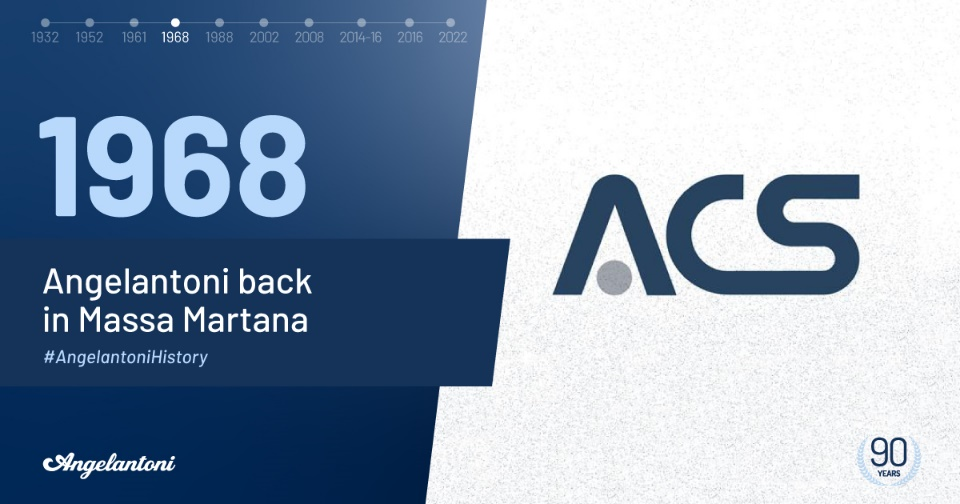 1932 1952 1961 1968 1988 2002 2008 2014-16 2016 2022
1968
Angelantoni back
in Massa Martana
#AngelantoniHistory
ACS
Angelantoni
90
YEARS